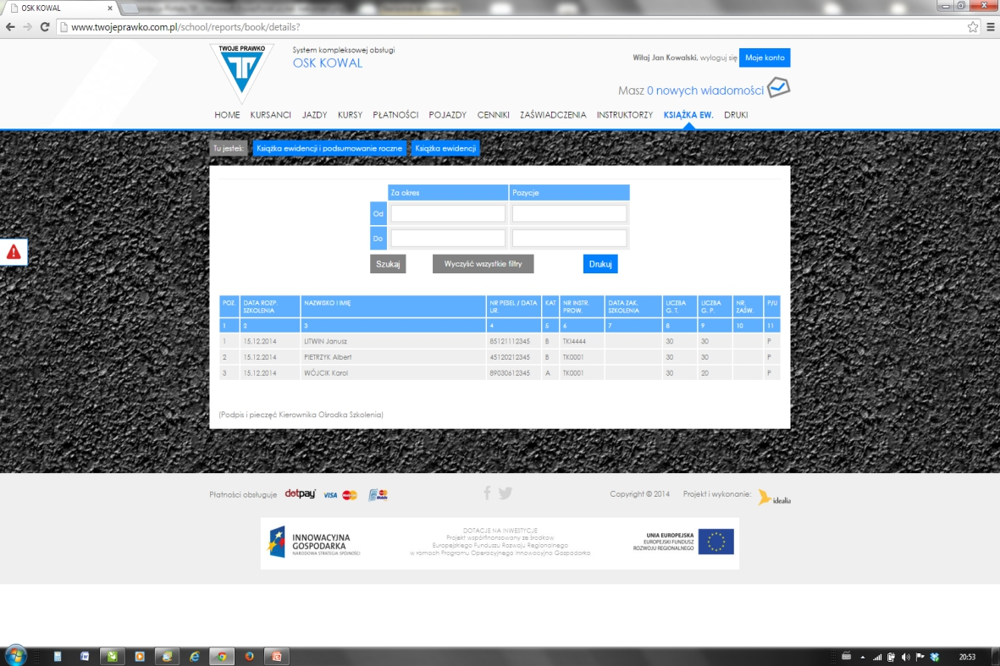 OSK KOWAL
www.twojeprawko.com.pl/school/reports/book/details?
TWOJE PRAWKO
System kompleksowej obsługi
OSK KOWAL
Witaj Jan Kowalski, wyloguj się Moje konto
Masz 0 nowych wiadomości
HOME KURSANCI JAZDY KURSY PŁATNOŚCI POJAZDY CENNIKI ZAŚWIADCZENIA INSTRUKTORZY KSIĄŻKA EW. DRUKI
Tu jesteś: Książka ewidencji i podsumowanie roczne Książka ewidencji
Za okres Pozycje
Od
Do
Szukaj Wyczyść wszystkie filtry Drukuj
POZ. DATA ROZP. SZKOLENIA NAZWISKO I IMIĘ NR PESEL / DATA UR. KAT NR INSTR. PROW. DATA ZAK. SZKOLENIA LICZBA G. T. LICZBA G. P. NR. ZAŚW. P/U
1 2 3 4 5 6 7 8 9 10 11
1 15.12.2014 LITWIN Janusz 85121112345 B TKI4444 30 30 P
2 15.12.2014 PIETRZYK Albert 45120212345 B TK0001 30 30 P
3 15.12.2014 WÓJCIK Karol 89030612345 A TK0001 30 20 P
(Podpis i pieczęć Kierownika Ośrodka Szkolenia)
Płatności obsługuje dotpay VISA
Copyright © 2014 Projekt i wykonanie: idealia
INNOWACYJNA
GOSPODARKA
NARODOWA STRATEGIA SPÓJNOŚCI
DOTACJE NA INWESTYCJE
Projekt współfinansowany ze środków
Europejskiego Funduszu Rozwoju Regionalnego
w ramach Programu Operacyjnego Innowacyjna Gospodarka
UNIA EUROPEJSKA
EUROPEJSKI FUNDUSZ
ROZWOJU REGIONALNEGO
20:53